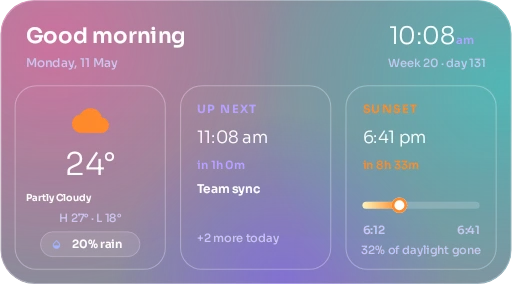 Good morning
10:08am
Monday, 11 May
Week 20 · day 131
24°
Partly Cloudy
H 27° · L 18°
20% rain
UP NEXT
11:08 am
in 1h 0m
Team sync
+2 more today
SUNSET
6:41 pm
in 8h 33m
6:12 6:41
32% of daylight gone